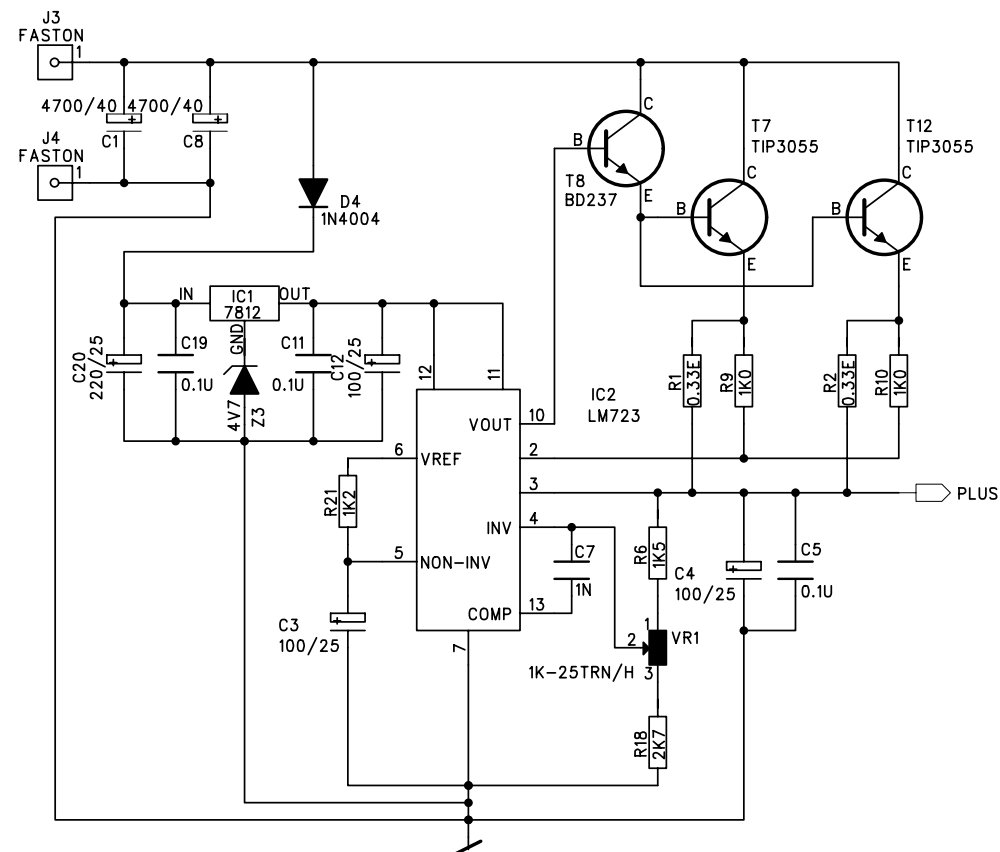 J3
FASTON
1
4700/40 4700/40
C1
C8
J4
FASTON
1
D4
1N4004
C
B
T8
BD237
E
T7
TIP3055
C
B
E
T12
TIP3055
C
B
E
IN
IC1
7812
OUT
GND
C20
220/25
C19
0.1U
4V7
Z3
C11
0.1U
C12
100/25
12
11
IC2
LM723
VOUT
10
6
VREF
2
3
INV
4
5
NON-INV
COMP
13
7
R21
1K2
C3
100/25
C7
1N
R1
0.33E
R9
1K0
R2
0.33E
R10
1K0
PLUS
R6
1K5
C4
100/25
C5
0.1U
1
2
VR1
1K-25TRN/H
3
R18
2K7